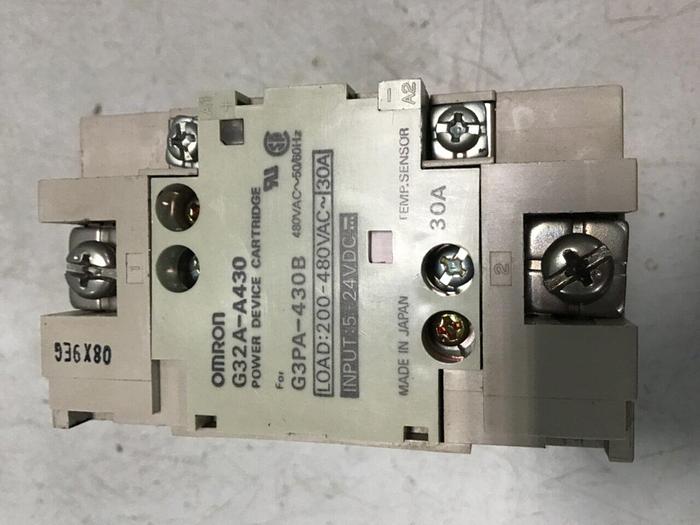 OMRON
G32A-A430
POWER DEVICE CARTRIDGE
For
G3PA-430B 480VAC~50/60Hz
LOAD:200-480VAC~ 30A
INPUT:5-24VDC
MADE IN JAPAN TEMP.SENSOR
30A
A1 +
- A2
1
2
08X9EG